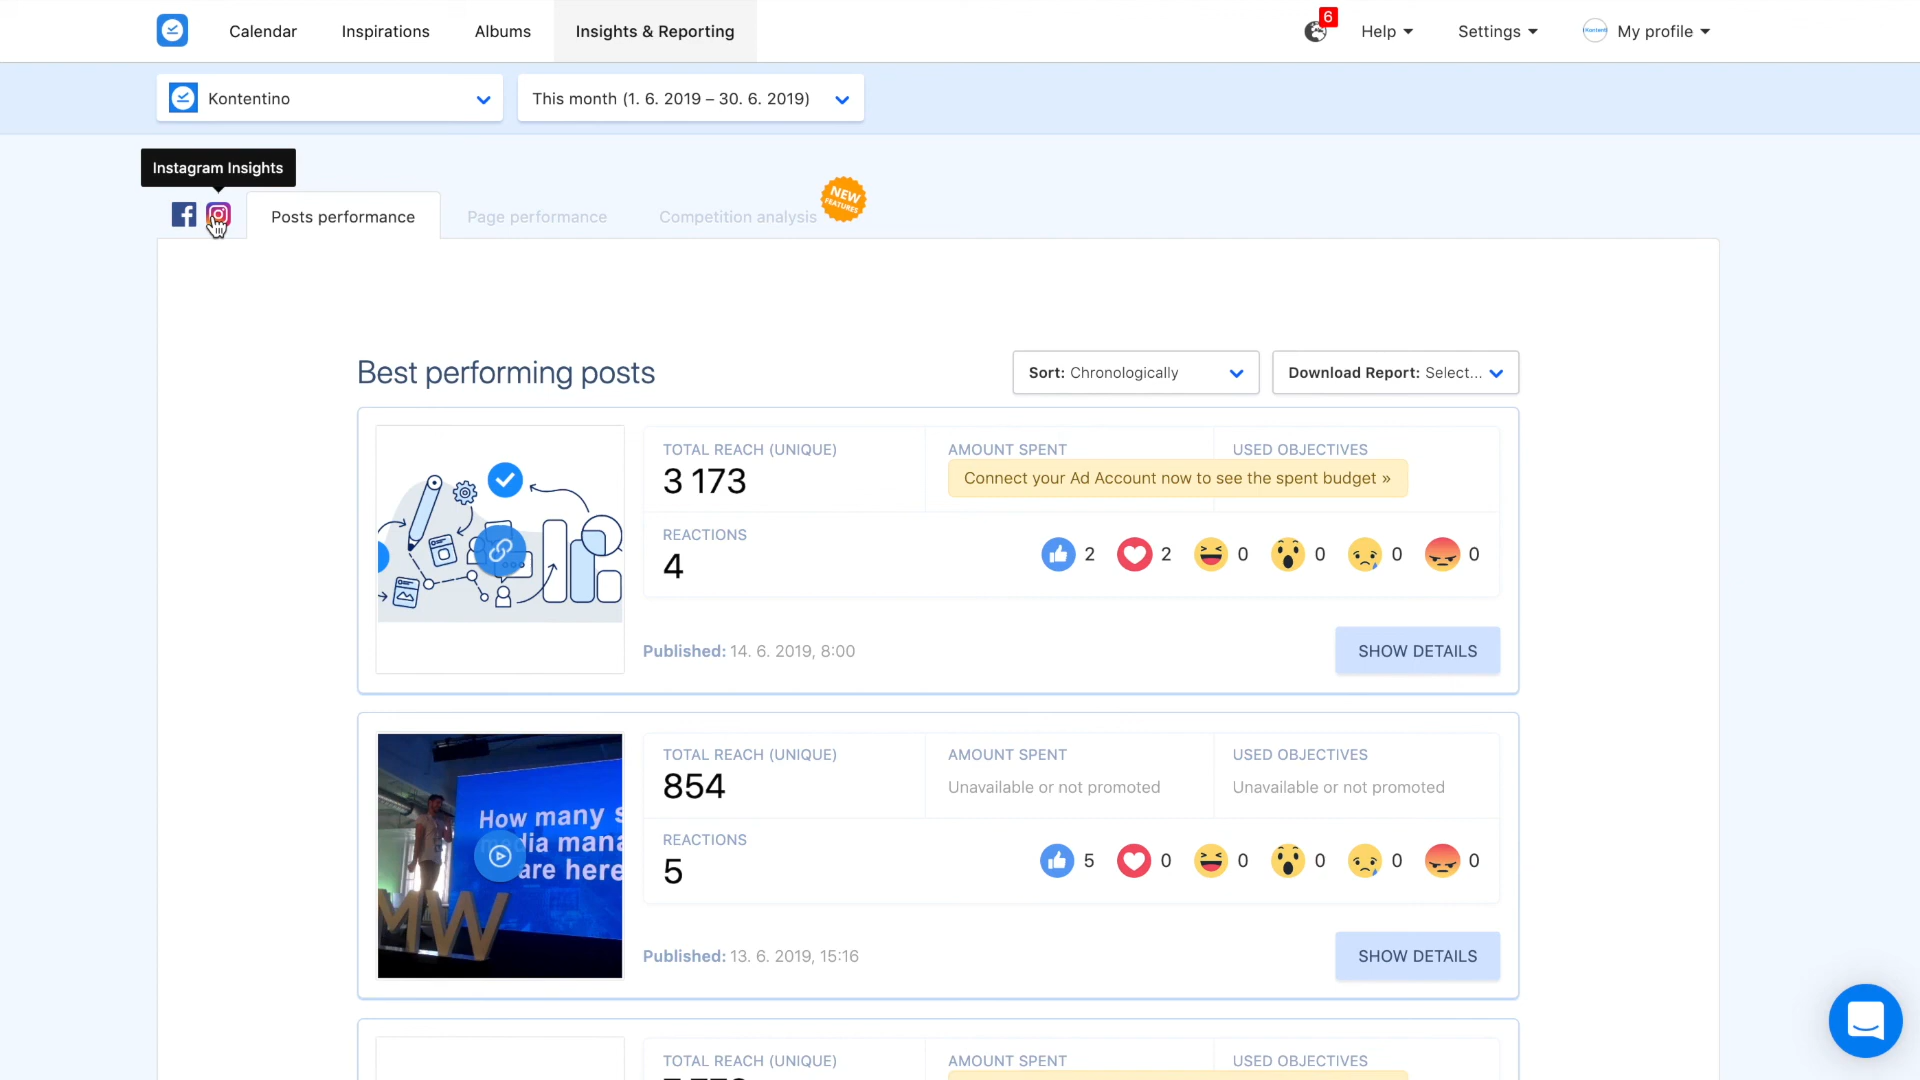 Calendar
Inspirations
Albums
Insights & Reporting
6
Help
Settings
Kontentino
My profile
Kontentino
This month (1. 6. 2019 – 30. 6. 2019)
Instagram Insights
Posts performance
Page performance
Competition analysis
NEW
FEATURES
Best performing posts
Sort: Chronologically
Download Report: Select...
TOTAL REACH (UNIQUE)
3 173
AMOUNT SPENT
USED OBJECTIVES
Connect your Ad Account now to see the spent budget »
REACTIONS
4
2
2
0
0
0
0
Published: 14. 6. 2019, 8:00
SHOW DETAILS
How many s
dia mana
are here
MW
TOTAL REACH (UNIQUE)
854
AMOUNT SPENT
Unavailable or not promoted
USED OBJECTIVES
Unavailable or not promoted
REACTIONS
5
5
0
0
0
0
0
Published: 13. 6. 2019, 15:16
SHOW DETAILS
TOTAL REACH (UNIQUE)
AMOUNT SPENT
USED OBJECTIVES